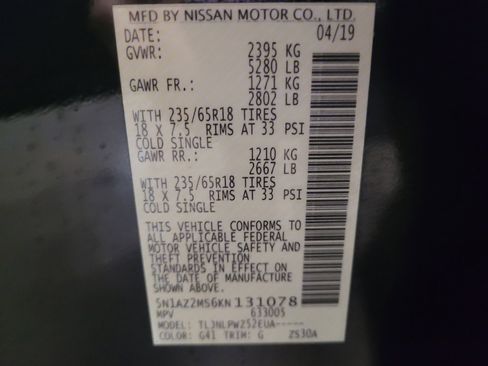 MFD BY NISSAN MOTOR CO., LTD.
DATE: 04/19
GVWR: 2395 KG
5280 LB
GAWR FR.: 1271 KG
2802 LB
WITH 235/65R18 TIRES
18 X 7.5 RIMS AT 33 PSI
COLD SINGLE
GAWR RR.: 1210 KG
2667 LB
WITH 235/65R18 TIRES
18 X 7.5 RIMS AT 33 PSI
COLD SINGLE
THIS VEHICLE CONFORMS TO
ALL APPLICABLE FEDERAL
MOTOR VEHICLE SAFETY AND
THEFT PREVENTION
STANDARDS IN EFFECT ON
THE DATE OF MANUFACTURE
SHOWN ABOVE.
5N1AZ2MS6KN131078
MPV 633005
MODEL: TLJNLPWZ52EUA-----
COLOR: G41 TRIM: G ZS30A